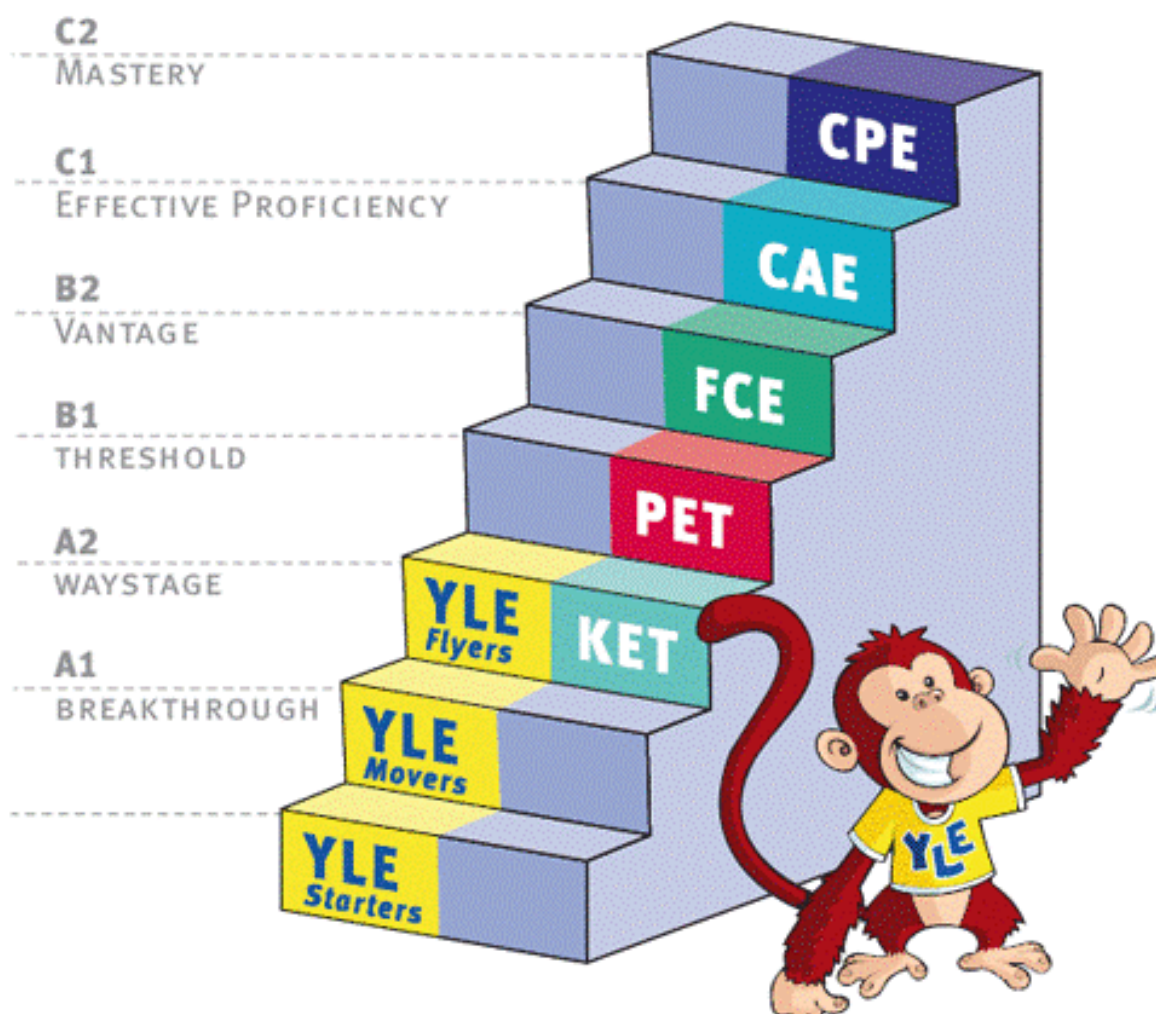 C2
MASTERY
C1
EFFECTIVE PROFICIENCY
B2
VANTAGE
B1
THRESHOLD
A2
WAYSTAGE
A1
BREAKTHROUGH
CPE
CAE
FCE
PET
YLE
Flyers
KET
YLE
Movers
YLE
Starters
YLE